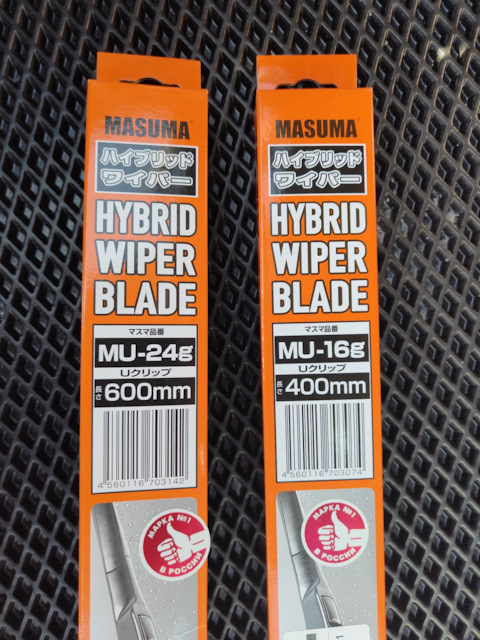 MASUMA
ハイブリッド
ワイパー
HYBRID
WIPER
BLADE
マスマ品番
MU-24g
Uクリップ
長さ 600mm
4 560116 703142
МАРКА №1
В РОССИИ
MASUMA
ハイブリッド
ワイパー
HYBRID
WIPER
BLADE
マスマ品番
MU-16g
Uクリップ
長さ 400mm
4 560116 703074
МАРКА №1
В РОССИИ